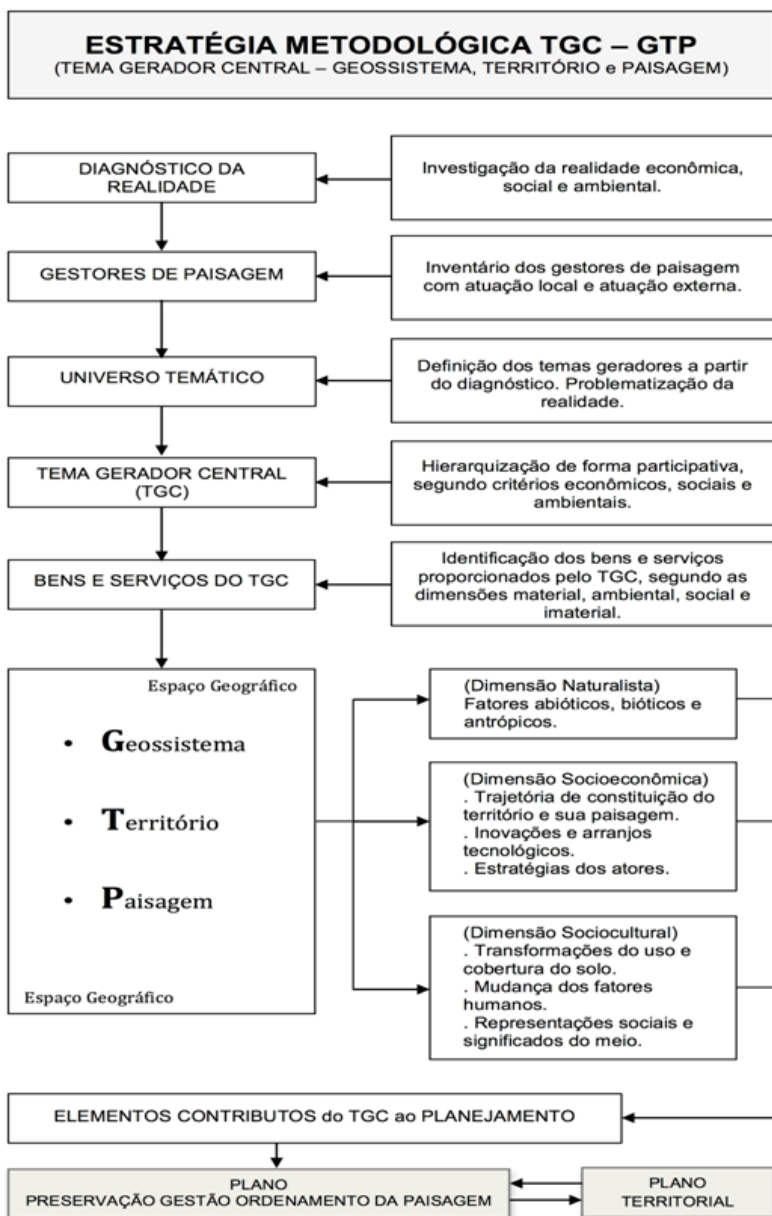 ESTRATÉGIA METODOLÓGICA TGC – GTP
(TEMA GERADOR CENTRAL – GEOSSISTEMA, TERRITÓRIO e PAISAGEM)
DIAGNÓSTICO DA
REALIDADE
Investigação da realidade econômica,
social e ambiental.
GESTORES DE PAISAGEM
Inventário dos gestores de paisagem
com atuação local e atuação externa.
UNIVERSO TEMÁTICO
Definição dos temas geradores a partir
do diagnóstico. Problematização da
realidade.
TEMA GERADOR CENTRAL
(TGC)
Hierarquização de forma participativa,
segundo critérios econômicos, sociais e
ambientais.
BENS E SERVIÇOS DO TGC
Identificação dos bens e serviços
proporcionados pelo TGC, segundo as
dimensões material, ambiental, social e
imaterial.
Espaço Geográfico
• Geossistema
• Território
• Paisagem
Espaço Geográfico
(Dimensão Naturalista)
Fatores abióticos, bióticos e
antrópicos.
(Dimensão Socioeconômica)
. Trajetória de constituição do
território e sua paisagem.
. Inovações e arranjos
tecnológicos.
. Estratégias dos atores.
(Dimensão Sociocultural)
. Transformações do uso e
cobertura do solo.
. Mudança dos fatores
humanos.
. Representações sociais e
significados do meio.
ELEMENTOS CONTRIBUTOS do TGC ao PLANEJAMENTO
PLANO
PRESERVAÇÃO GESTÃO ORDENAMENTO DA PAISAGEM
PLANO
TERRITORIAL